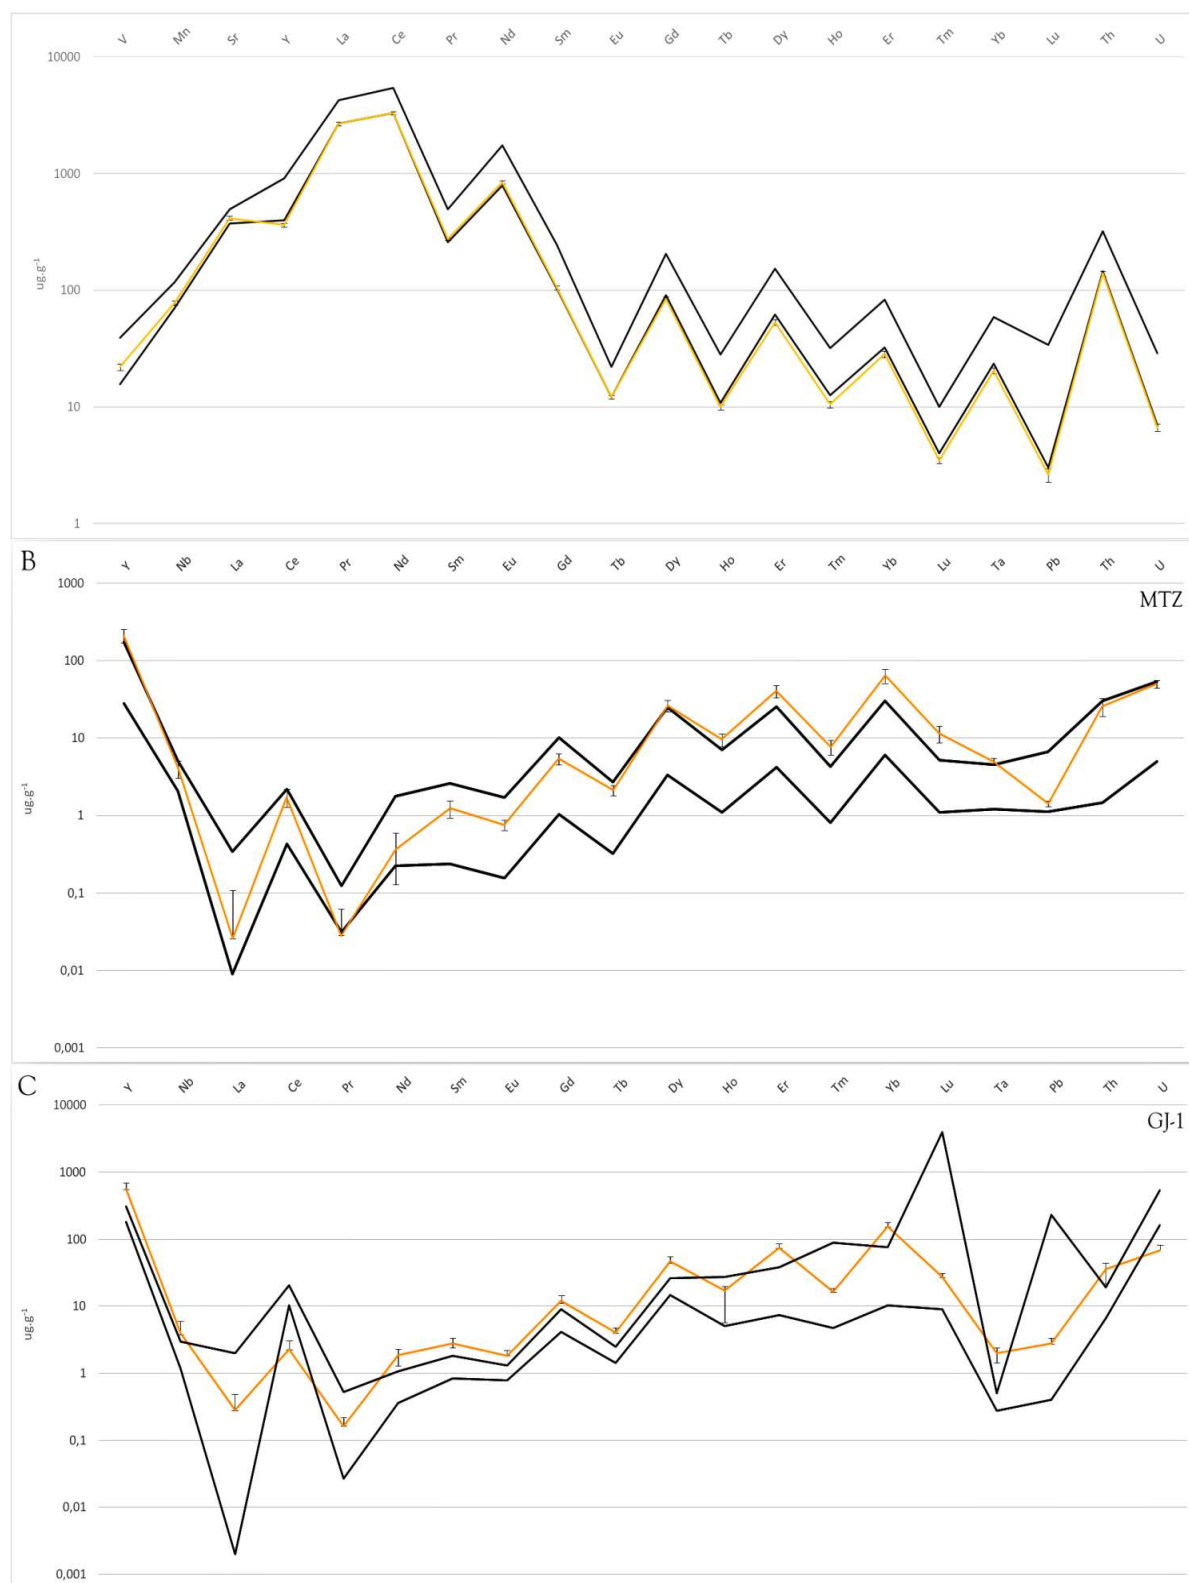 V Mn Sr Y La Ce Pr Nd Sm Eu Gd Tb Dy Ho Er Tm Yb Lu Th U
10000
1000
100
10
1
ug.g⁻¹
B
Y Nb La Ce Pr Nd Sm Eu Gd Tb Dy Ho Er Tm Yb Lu Ta Pb Th U
MTZ
1000
100
10
1
0,1
0,01
0,001
ug.g⁻¹
C
Y Nb La Ce Pr Nd Sm Eu Gd Tb Dy Ho Er Tm Yb Lu Ta Pb Th U
GJ-1
10000
1000
100
10
1
0,1
0,01
0,001
ug.g⁻¹